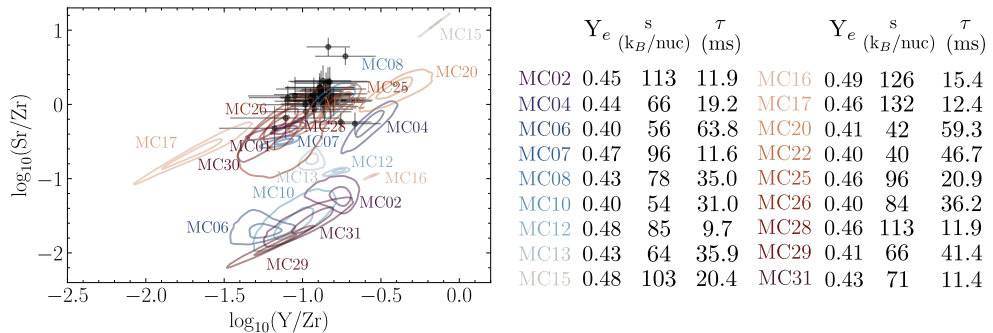 1
0
−1
−2
log10(Sr/Zr)
−2.5 −2.0 −1.5 −1.0 −0.5 0.0
log10(Y/Zr)
MC15
MC08
MC20
MC25
MC26
MC28
MC04
MC17
MC01
MC07
MC30
MC12
MC13
MC16
MC10
MC02
MC06
MC31
MC29
Ye s τ Ye s τ
(kB/nuc) (ms) (kB/nuc) (ms)
MC02 0.45 113 11.9 MC16 0.49 126 15.4
MC04 0.44 66 19.2 MC17 0.46 132 12.4
MC06 0.40 56 63.8 MC20 0.41 42 59.3
MC07 0.47 96 11.6 MC22 0.40 40 46.7
MC08 0.43 78 35.0 MC25 0.46 96 20.9
MC10 0.40 54 31.0 MC26 0.40 84 36.2
MC12 0.48 85 9.7 MC28 0.46 113 11.9
MC13 0.43 64 35.9 MC29 0.41 66 41.4
MC15 0.48 103 20.4 MC31 0.43 71 11.4